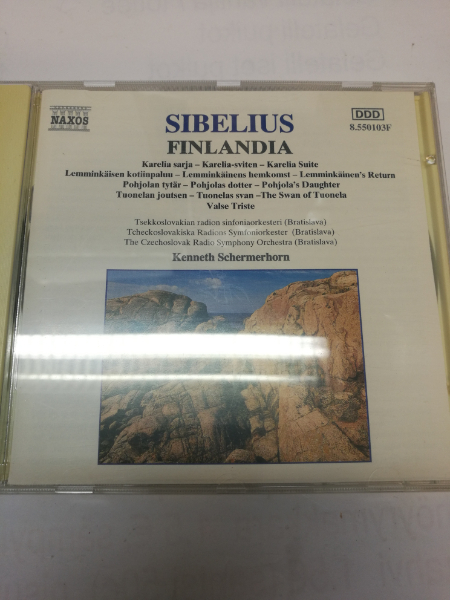 NAXOS
DDD
8.550103F
SIBELIUS
FINLANDIA
Karelia sarja – Karelia-sviten – Karelia Suite
Lemminkäisen kotiinpaluu – Lemminkäinens hemkonst – Lemminkäinen's Return
Pohjolan tytär – Pohjolas dotter – Pohjola's Daughter
Tuonelan joutsen – Tuonelas svan –The Swan of Tuonela
Valse Triste
Tsekkoslovakian radion sinfoniaorkesteri (Bratislava)
Tcheckoslovakiska Radions Symfoniorkester (Bratislava)
The Czechoslovak Radio Symphony Orchestra (Bratislava)
Kenneth Schermerhorn